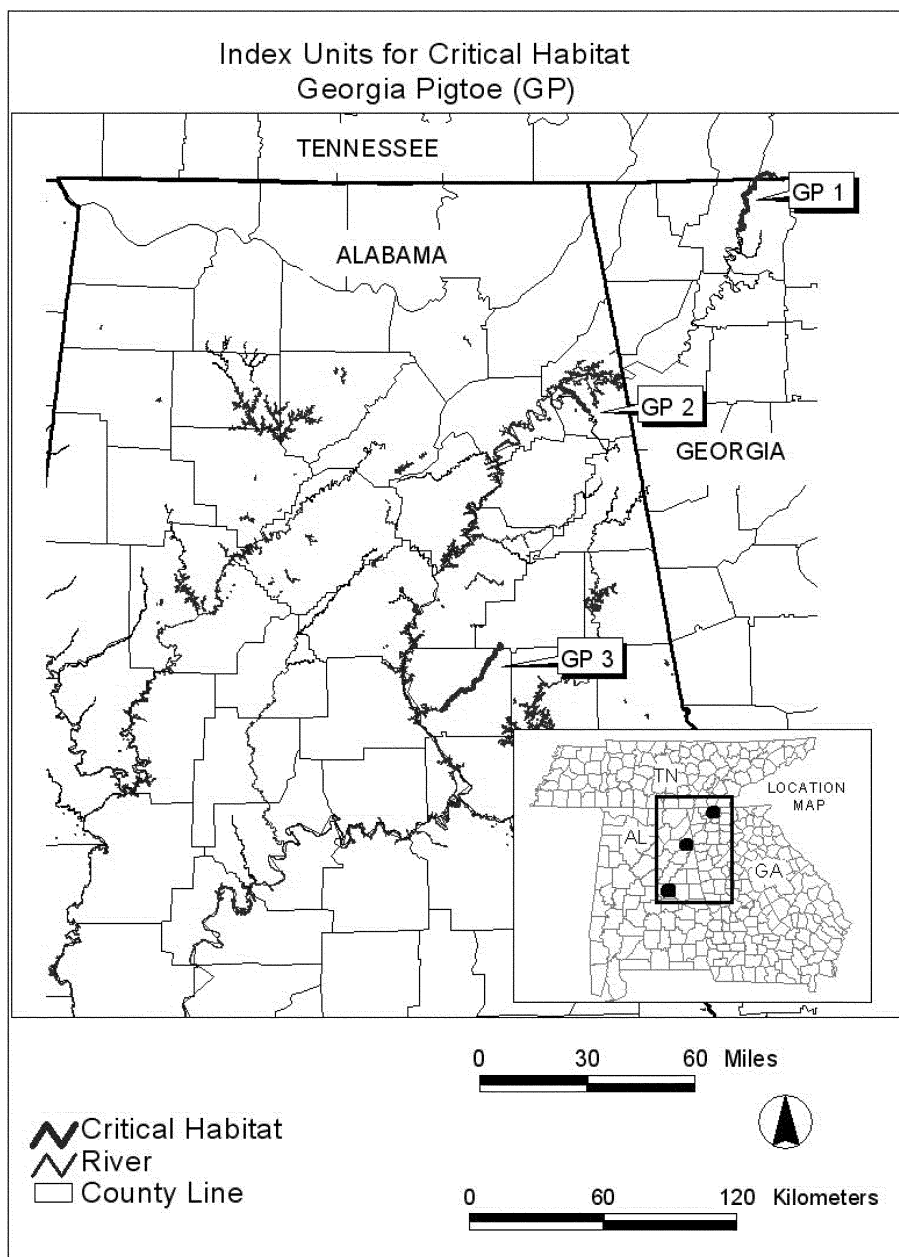 Index Units for Critical Habitat
Georgia Pigtoe (GP)
TENNESSEE
GP 1
ALABAMA
GP 2
GEORGIA
GP 3
TN
LOCATION
MAP
AL
GA
0 30 60 Miles
Critical Habitat
River
County Line
0 60 120 Kilometers